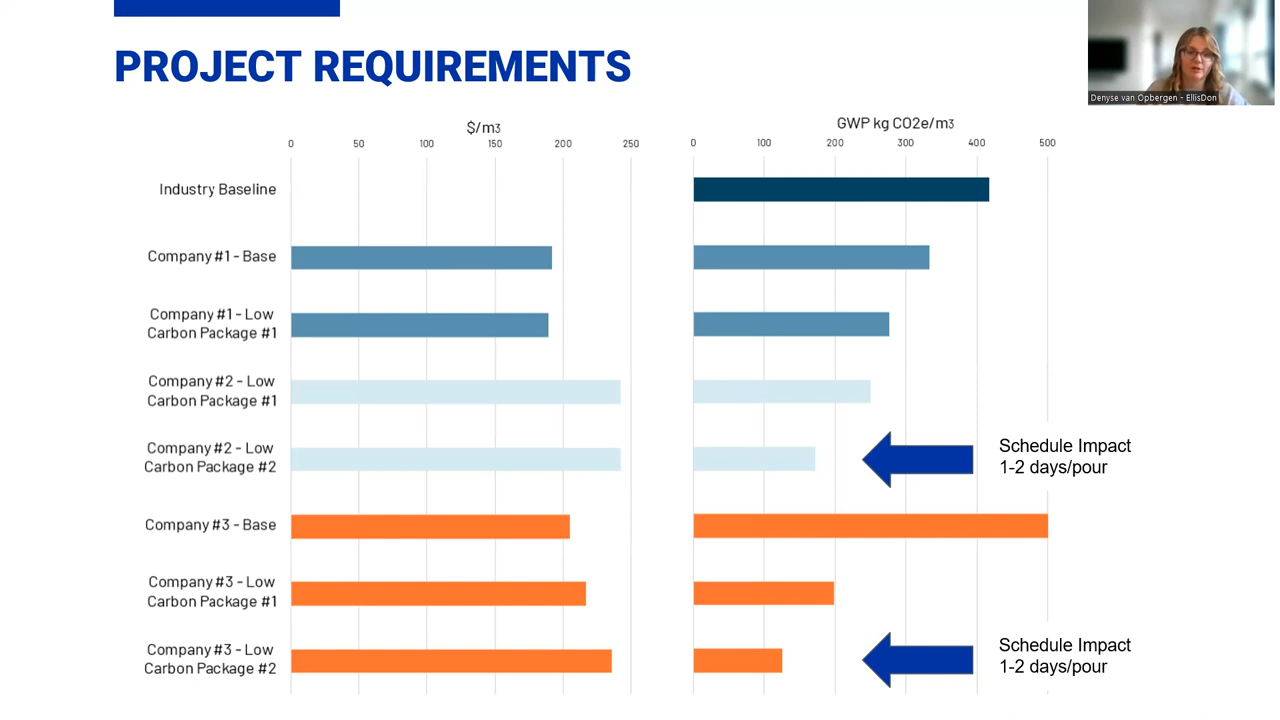 PROJECT REQUIREMENTS
Denyse van Opbergen - EllisDon
$/m3
0 50 100 150 200 250
GWP kg CO2e/m3
0 100 200 300 400 500
Industry Baseline
Company #1 - Base
Company #1 - Low
Carbon Package #1
Company #2 - Low
Carbon Package #1
Company #2 - Low
Carbon Package #2
Schedule Impact
1-2 days/pour
Company #3 - Base
Company #3 - Low
Carbon Package #1
Company #3 - Low
Carbon Package #2
Schedule Impact
1-2 days/pour